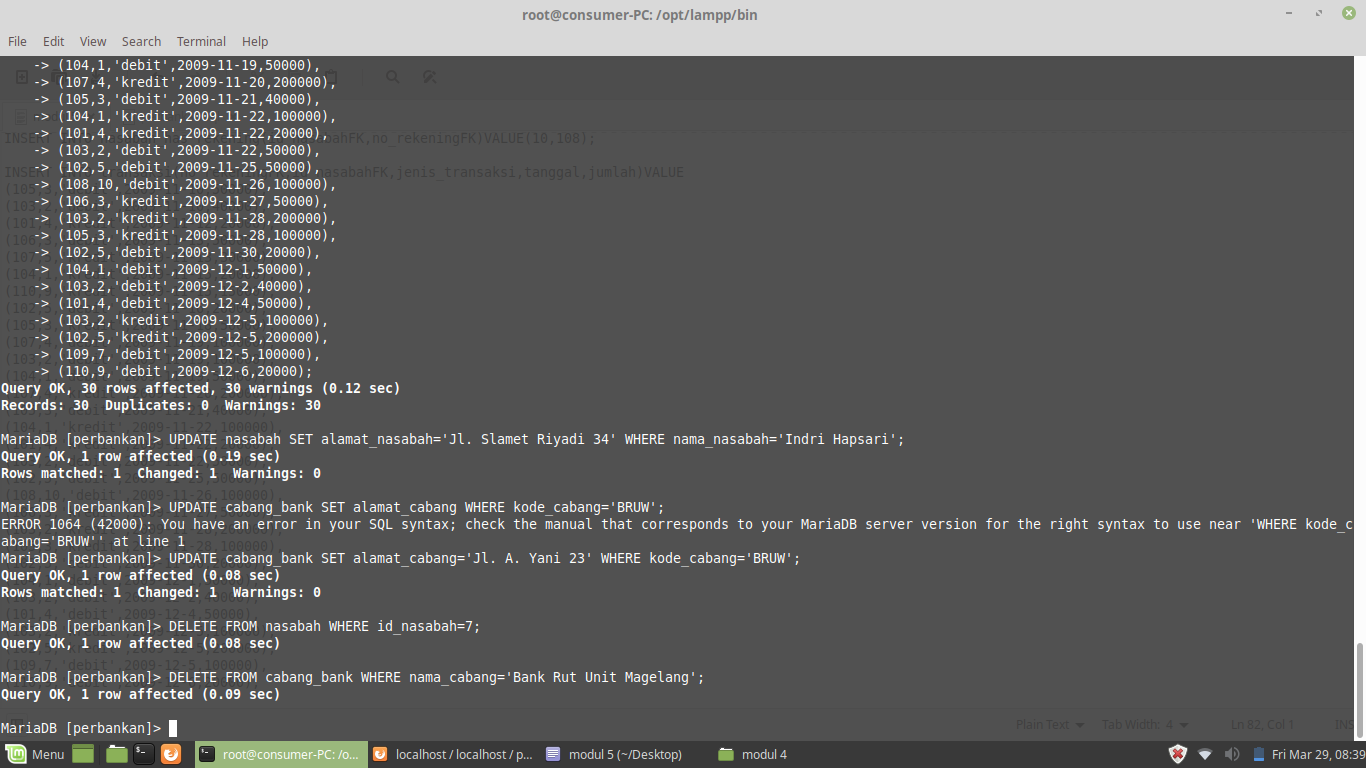 root@consumer-PC: /opt/lampp/bin
File Edit View Search Terminal Help
-> (104,1,'debit',2009-11-19,50000),
-> (107,4,'kredit',2009-11-20,200000),
-> (105,3,'debit',2009-11-21,40000),
-> (104,1,'kredit',2009-11-22,100000),
-> (101,4,'kredit',2009-11-22,20000),
-> (103,2,'debit',2009-11-22,50000),
-> (102,5,'debit',2009-11-25,50000),
-> (108,10,'debit',2009-11-26,100000),
-> (106,3,'kredit',2009-11-27,50000),
-> (103,2,'kredit',2009-11-28,200000),
-> (105,3,'kredit',2009-11-28,100000),
-> (102,5,'debit',2009-11-30,20000),
-> (104,1,'debit',2009-12-1,50000),
-> (103,2,'debit',2009-12-2,40000),
-> (101,4,'debit',2009-12-4,50000),
-> (103,2,'kredit',2009-12-5,100000),
-> (102,5,'kredit',2009-12-5,200000),
-> (109,7,'debit',2009-12-5,100000),
-> (110,9,'debit',2009-12-6,20000);
Query OK, 30 rows affected, 30 warnings (0.12 sec)
Records: 30  Duplicates: 0  Warnings: 30
MariaDB [perbankan]> UPDATE nasabah SET alamat_nasabah='Jl. Slamet Riyadi 34' WHERE nama_nasabah='Indri Hapsari';
Query OK, 1 row affected (0.19 sec)
Rows matched: 1  Changed: 1  Warnings: 0
MariaDB [perbankan]> UPDATE cabang_bank SET alamat_cabang WHERE kode_cabang='BRUW';
ERROR 1064 (42000): You have an error in your SQL syntax; check the manual that corresponds to your MariaDB server version for the right syntax to use near 'WHERE kode_c
abang='BRUW'' at line 1
MariaDB [perbankan]> UPDATE cabang_bank SET alamat_cabang='Jl. A. Yani 23' WHERE kode_cabang='BRUW';
Query OK, 1 row affected (0.08 sec)
Rows matched: 1  Changed: 1  Warnings: 0
MariaDB [perbankan]> DELETE FROM nasabah WHERE id_nasabah=7;
Query OK, 1 row affected (0.08 sec)
MariaDB [perbankan]> DELETE FROM cabang_bank WHERE nama_cabang='Bank Rut Unit Magelang';
Query OK, 1 row affected (0.09 sec)
MariaDB [perbankan]>
Plain Text Tab Width: 4 Ln 82, Col 1 INS
Menu root@consumer-PC: /o... localhost / localhost / p... modul 5 (~/Desktop) modul 4 Fri Mar 29, 08:39